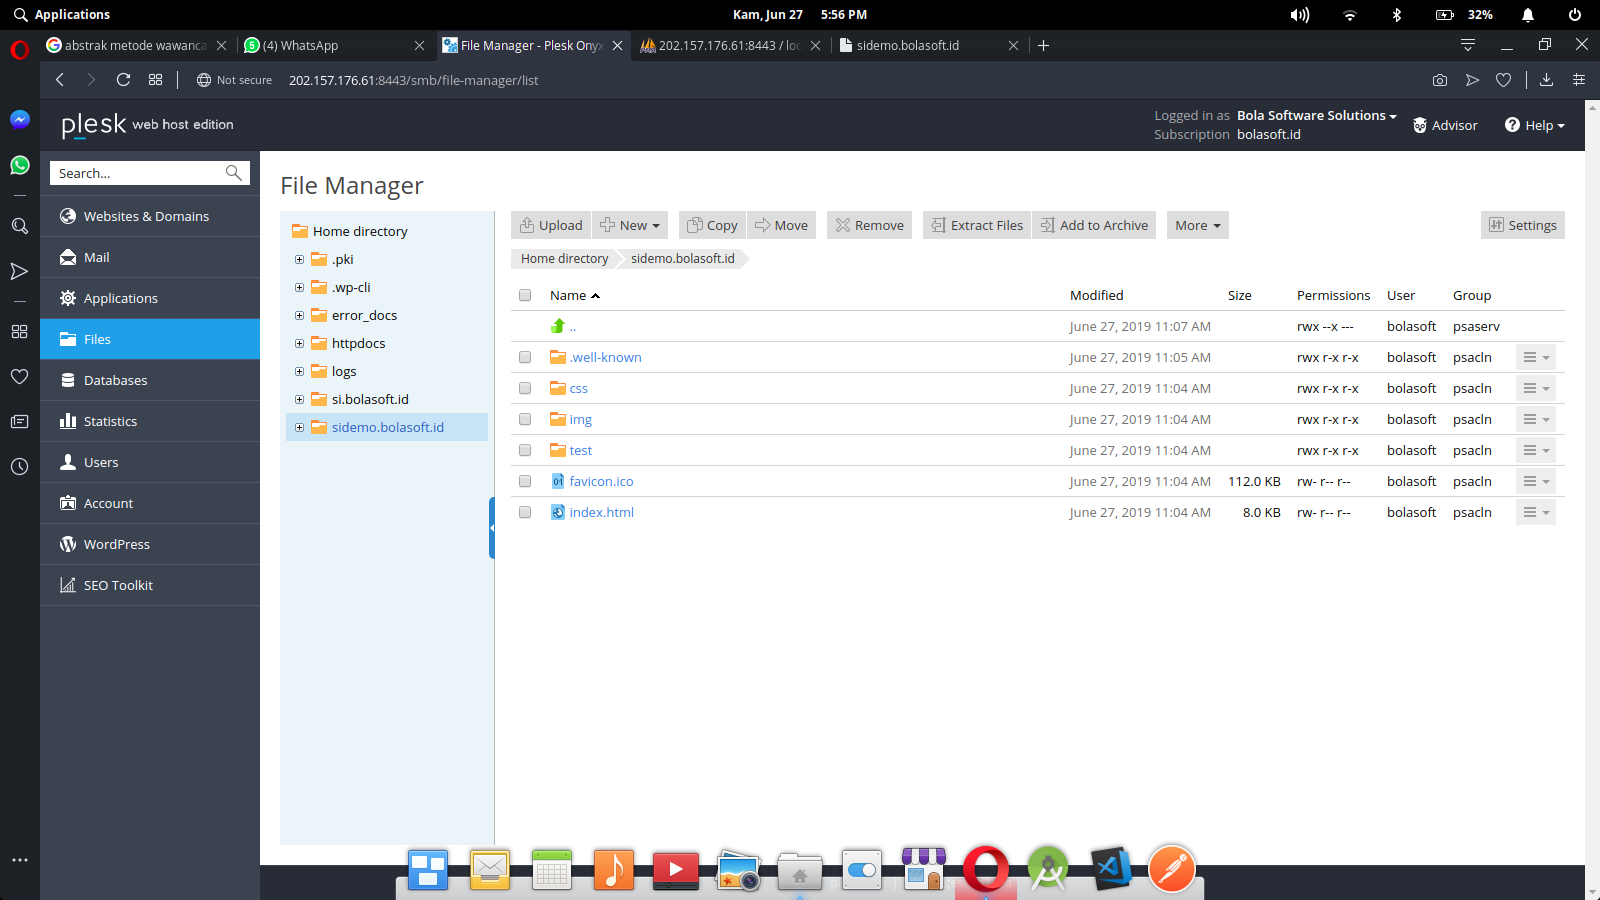 Applications
Kam, Jun 27 5:56 PM
32%
abstrak metode wawanca
(4) WhatsApp
File Manager - Plesk Onyx
202.157.176.61:8443 / loc
sidemo.bolasoft.id
Not secure
202.157.176.61:8443/smb/file-manager/list
plesk web host edition
Logged in as Bola Software Solutions
Subscription bolasoft.id
Advisor
Help
Search...
Websites & Domains
Mail
Applications
Files
Databases
Statistics
Users
Account
WordPress
SEO Toolkit
File Manager
Home directory
.pki
.wp-cli
error_docs
httpdocs
logs
si.bolasoft.id
sidemo.bolasoft.id
Upload New Copy Move Remove Extract Files Add to Archive More Settings
Home directory sidemo.bolasoft.id
Name Modified Size Permissions User Group
.. June 27, 2019 11:07 AM rwx --x --- bolasoft psaserv
.well-known June 27, 2019 11:05 AM rwx r-x r-x bolasoft psacln
css June 27, 2019 11:04 AM rwx r-x r-x bolasoft psacln
img June 27, 2019 11:04 AM rwx r-x r-x bolasoft psacln
test June 27, 2019 11:04 AM rwx r-x r-x bolasoft psacln
favicon.ico June 27, 2019 11:04 AM 112.0 KB rw- r-- r-- bolasoft psacln
index.html June 27, 2019 11:04 AM 8.0 KB rw- r-- r-- bolasoft psacln